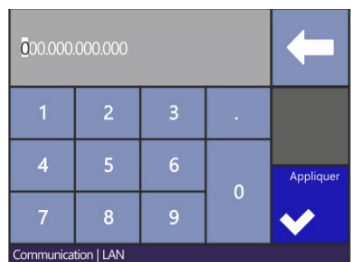 000.000.000.000
1 2 3 .
4 5 6
Appliquer
0
7 8 9
Communication | LAN